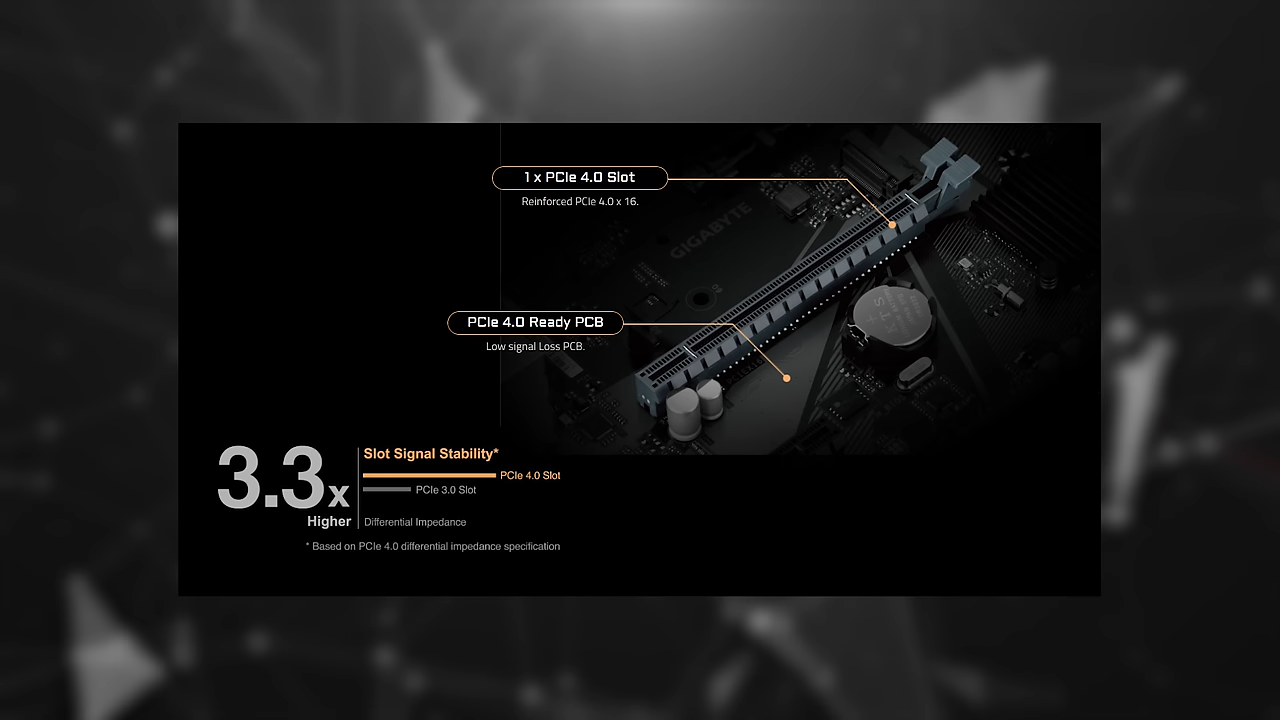 1 x PCIe 4.0 Slot
Reinforced PCIe 4.0 x 16.
GIGABYTE
PCIe 4.0 Ready PCB
Low signal Loss PCB.
3.3x
Higher
Slot Signal Stability*
PCIe 4.0 Slot
PCIe 3.0 Slot
Differential Impedance
* Based on PCIe 4.0 differential impedance specification